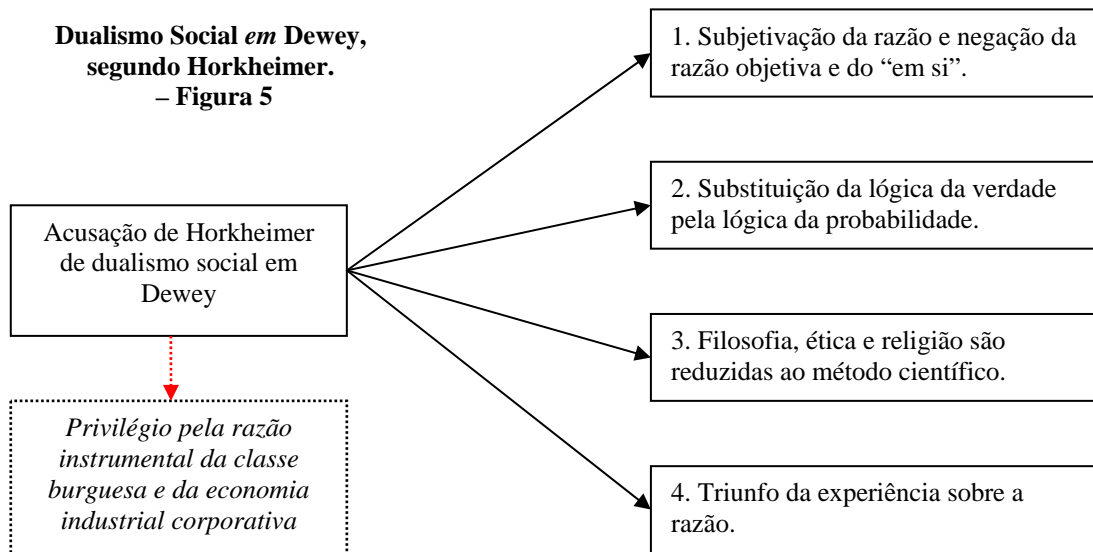 Dualismo Social em Dewey,
segundo Horkheimer.
– Figura 5
Acusação de Horkheimer
de dualismo social em
Dewey
Privilégio pela razão
instrumental da classe
burguesa e da economia
industrial corporativa
1. Subjetivação da razão e negação da
razão objetiva e do “em si”.
2. Substituição da lógica da verdade
pela lógica da probabilidade.
3. Filosofia, ética e religião são
reduzidas ao método científico.
4. Triunfo da experiência sobre a
razão.